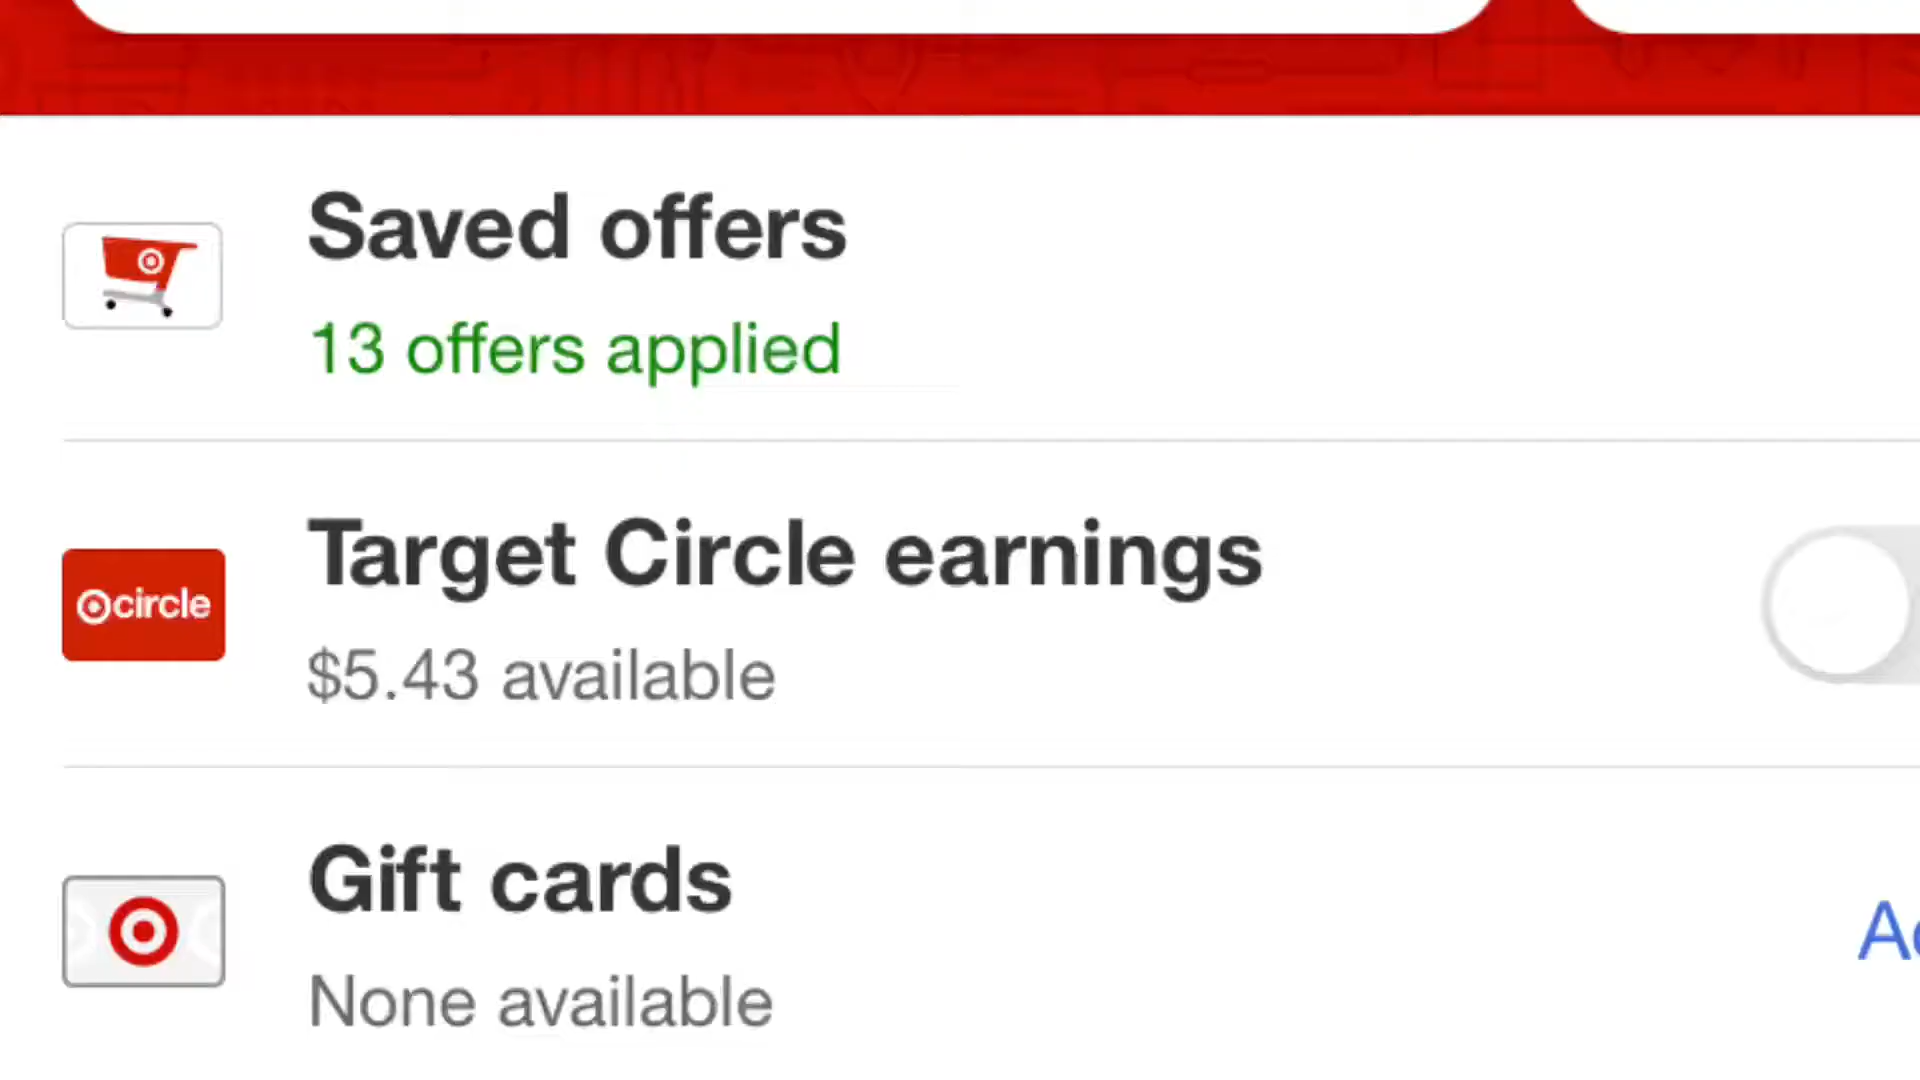 Saved offers
13 offers applied
circle
Target Circle earnings
$5.43 available
Gift cards
None available